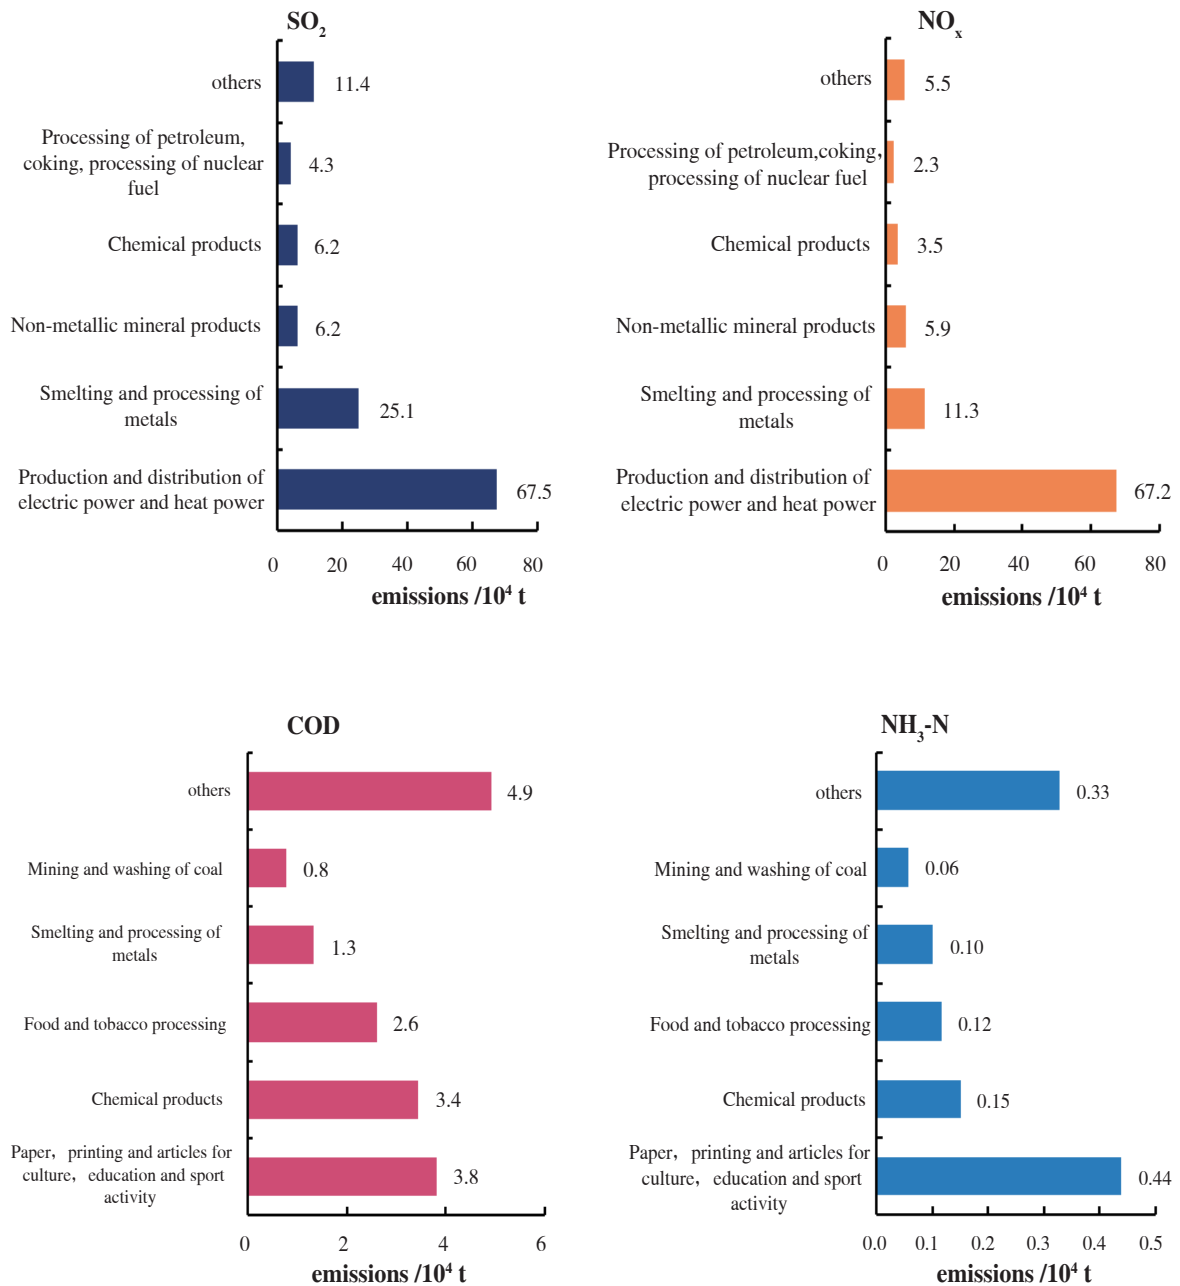 SO2
others
11.4
Processing of petroleum,
coking, processing of nuclear
fuel
4.3
Chemical products
6.2
Non-metallic mineral products
6.2
Smelting and processing of
metals
25.1
Production and distribution of
electric power and heat power
67.5
0 20 40 60 80
emissions /10⁴ t
NOx
others
5.5
Processing of petroleum,coking,
processing of nuclear fuel
2.3
Chemical products
3.5
Non-metallic mineral products
5.9
Smelting and processing of
metals
11.3
Production and distribution of
electric power and heat power
67.2
0 20 40 60 80
emissions /10⁴ t
COD
others
4.9
Mining and washing of coal
0.8
Smelting and processing of
metals
1.3
Food and tobacco processing
2.6
Chemical products
3.4
Paper, printing and articles for
culture, education and sport
activity
3.8
0 2 4 6
emissions /10⁴ t
NH3-N
others
0.33
Mining and washing of coal
0.06
Smelting and processing of
metals
0.10
Food and tobacco processing
0.12
Chemical products
0.15
Paper, printing and articles for
culture, education and sport
activity
0.44
0.0 0.1 0.2 0.3 0.4 0.5
emissions /10⁴ t